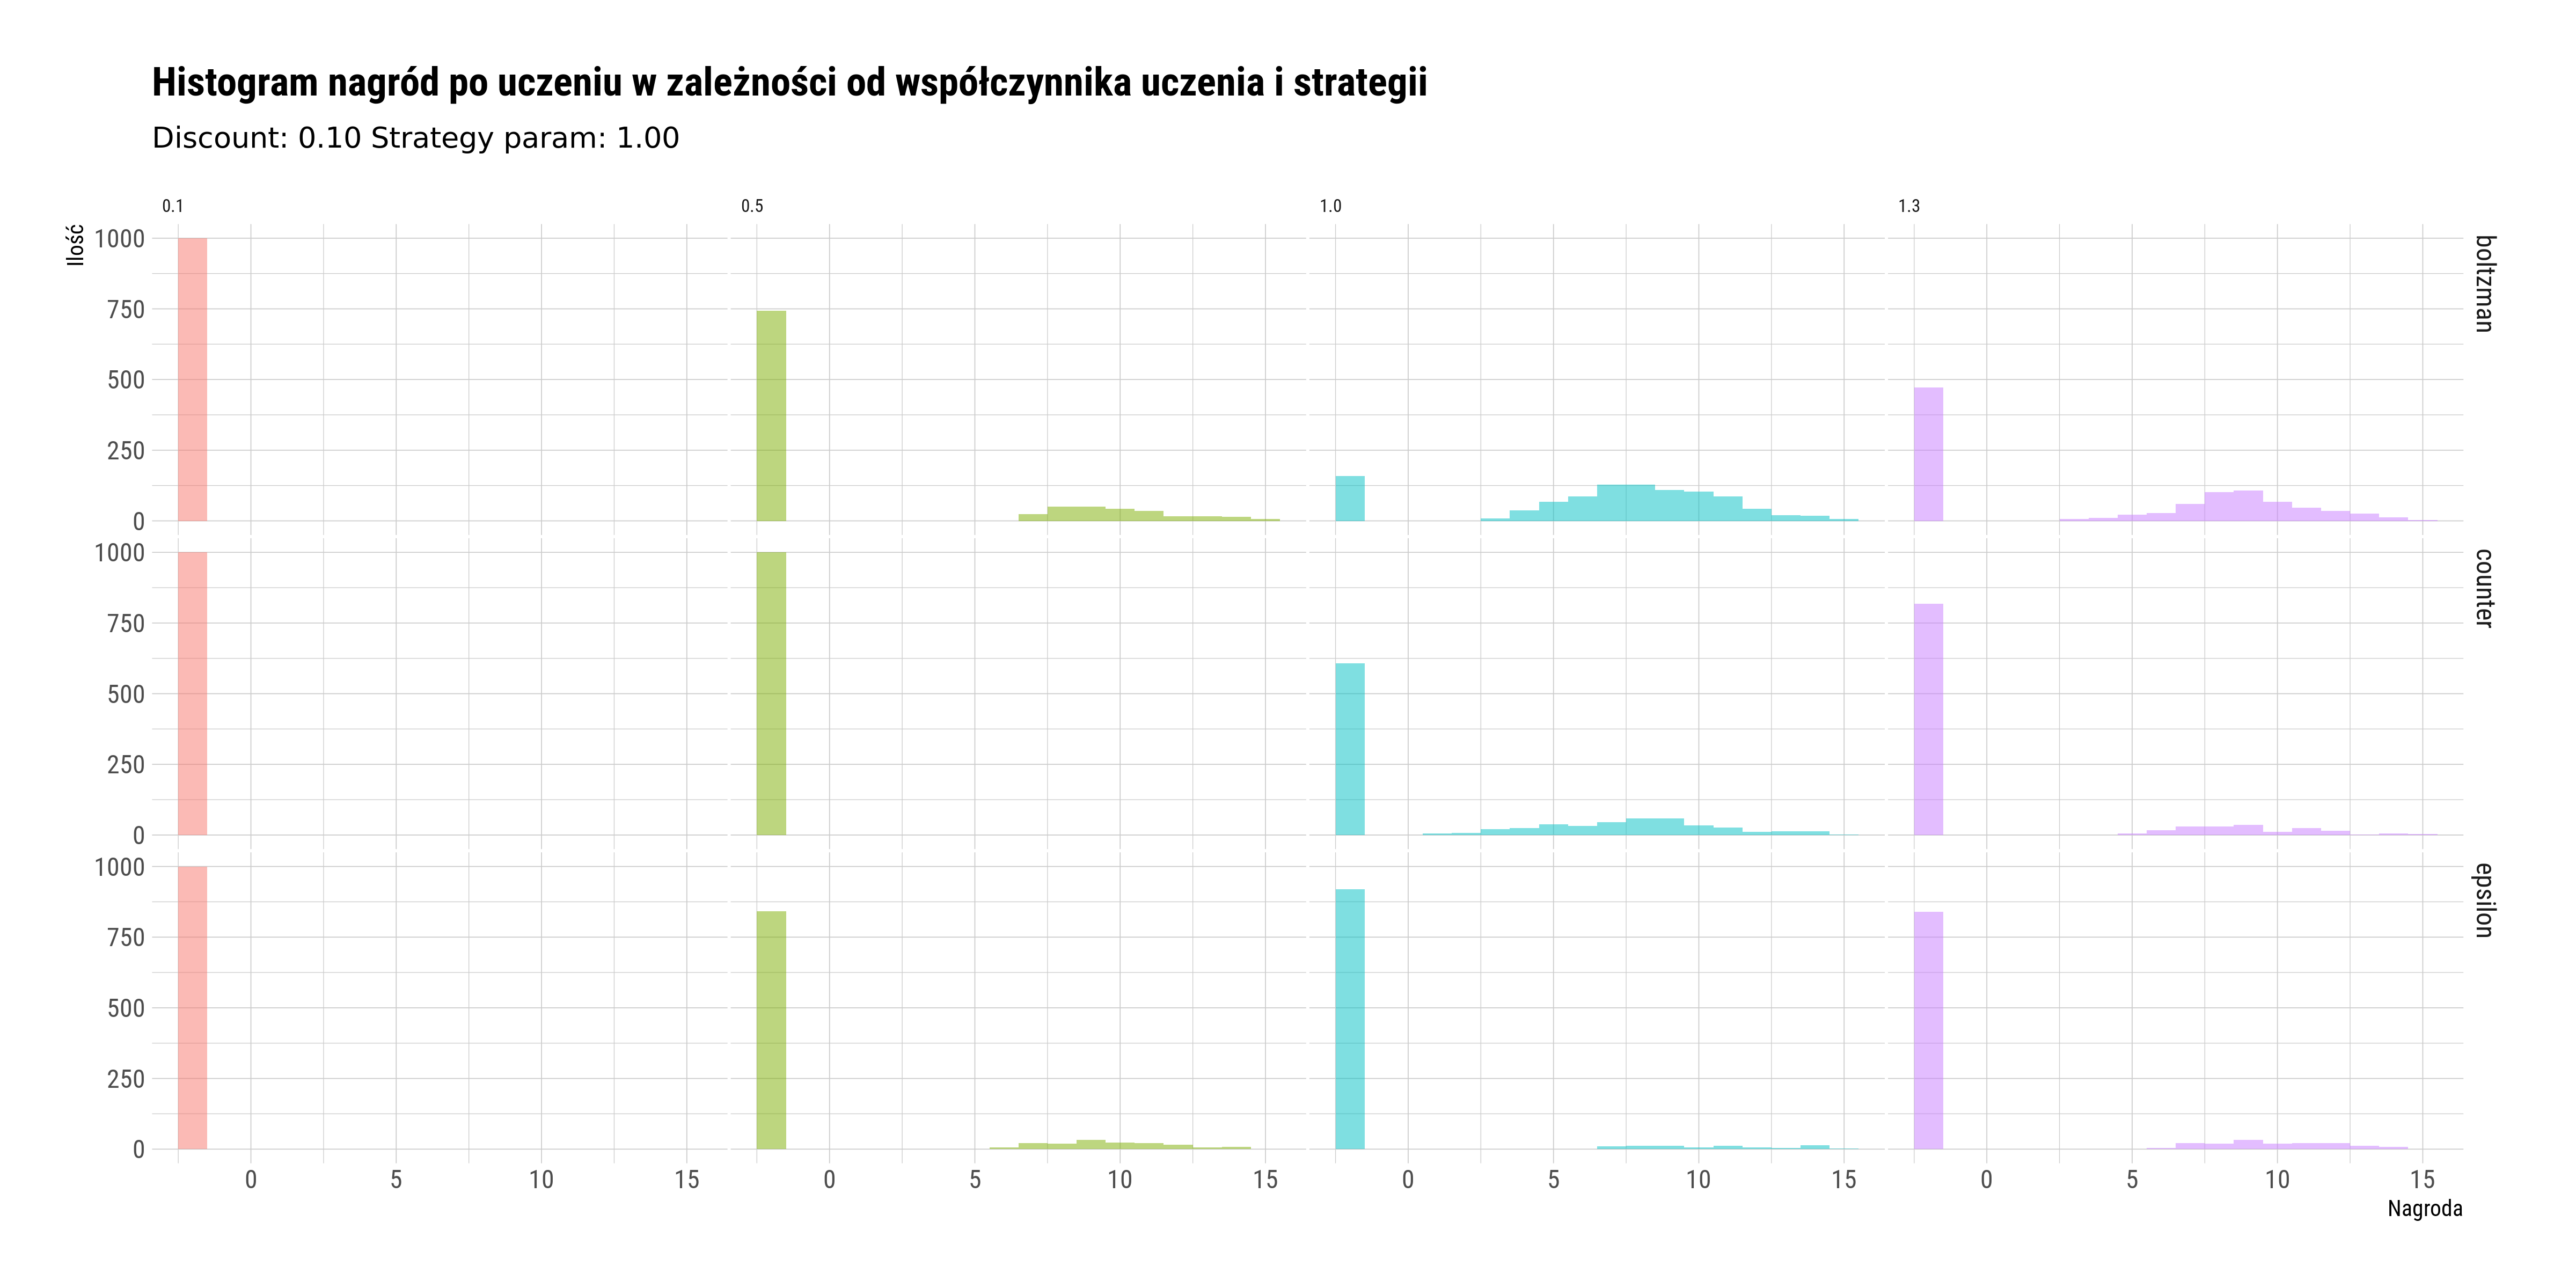 Histogram nagród po uczeniu w zależności od współczynnika uczenia i strategii
Discount: 0.10 Strategy param: 1.00
0.1 0.5 1.0 1.3
Ilość
1000
750
500
250
0
boltzman
1000
750
500
250
0
counter
1000
750
500
250
0
epsilon
0 5 10 15 0 5 10 15 0 5 10 15 0 5 10 15
Nagroda